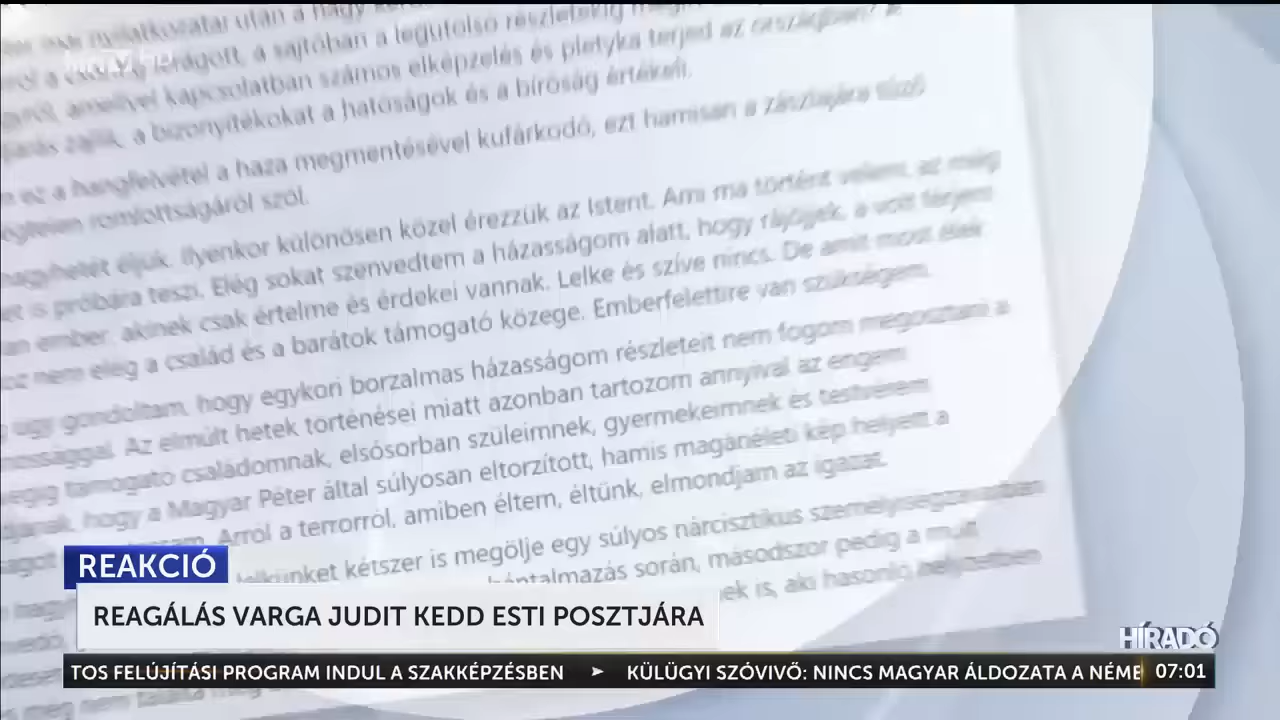 nyilatkozatai után a nagy
a sajtóban a legutolsó részletekig
amellyel kapcsolatban számos elképzelés és pletyka terjed az országban?
zajlik, a bizonyítékokat a hatóságok és a bíróság értékeli.
ez a hangfelvétel a haza megmentésével kufárkodó, ezt hamisan a zászlajára tűző
romlottságáról szól.
nagyhetét éljük. Ilyenkor különösen közel érezzük az Istent. Ami ma történt velem, az még
is próbára teszi. Elég sokat szenvedtem a házasságom alatt, hogy rájöjjek, a volt férjem
ember, akinek csak értelme és érdekei vannak. Lelke és szíve nincs. De amit most élek
nem elég a család és a barátok támogató közege. Emberfelettire van szükségem.
úgy gondoltam, hogy egykori borzalmas házasságom részleteit nem fogom megosztani a
Az elmúlt hetek történései miatt azonban tartozom annyival az engem
végig támogató családomnak, elsősorban szüleimnek, gyermekeimnek és testvéreim
hogy a Magyar Péter által súlyosan eltorzított, hamis magánéleti kép helyett a
Arról a terrorról, amiben éltem, éltünk, elmondjam az igazat.
lelkünket kétszer is megölje egy súlyos nárcisztikus személyiségzavarban
bántalmazás során, másodszor pedig a múlt
is, aki hasonló helyzetben
REAKCIÓ
REAGÁLÁS VARGA JUDIT KEDD ESTI POSZTJÁRA
HÍRADÓ
TOS FELÚJÍTÁSI PROGRAM INDUL A SZAKKÉPZÉSBEN ➤ KÜLÜGYI SZÓVIVŐ: NINCS MAGYAR ÁLDOZATA A NÉME 07:01